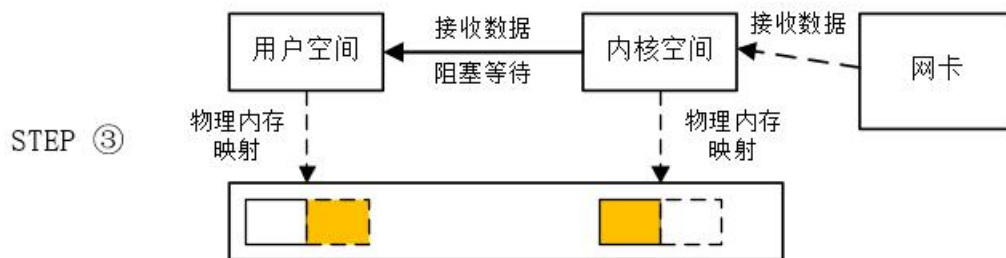 用户空间
接收数据
阻塞等待
内核空间
接收数据
网卡
STEP ③
物理内存
映射
物理内存
映射